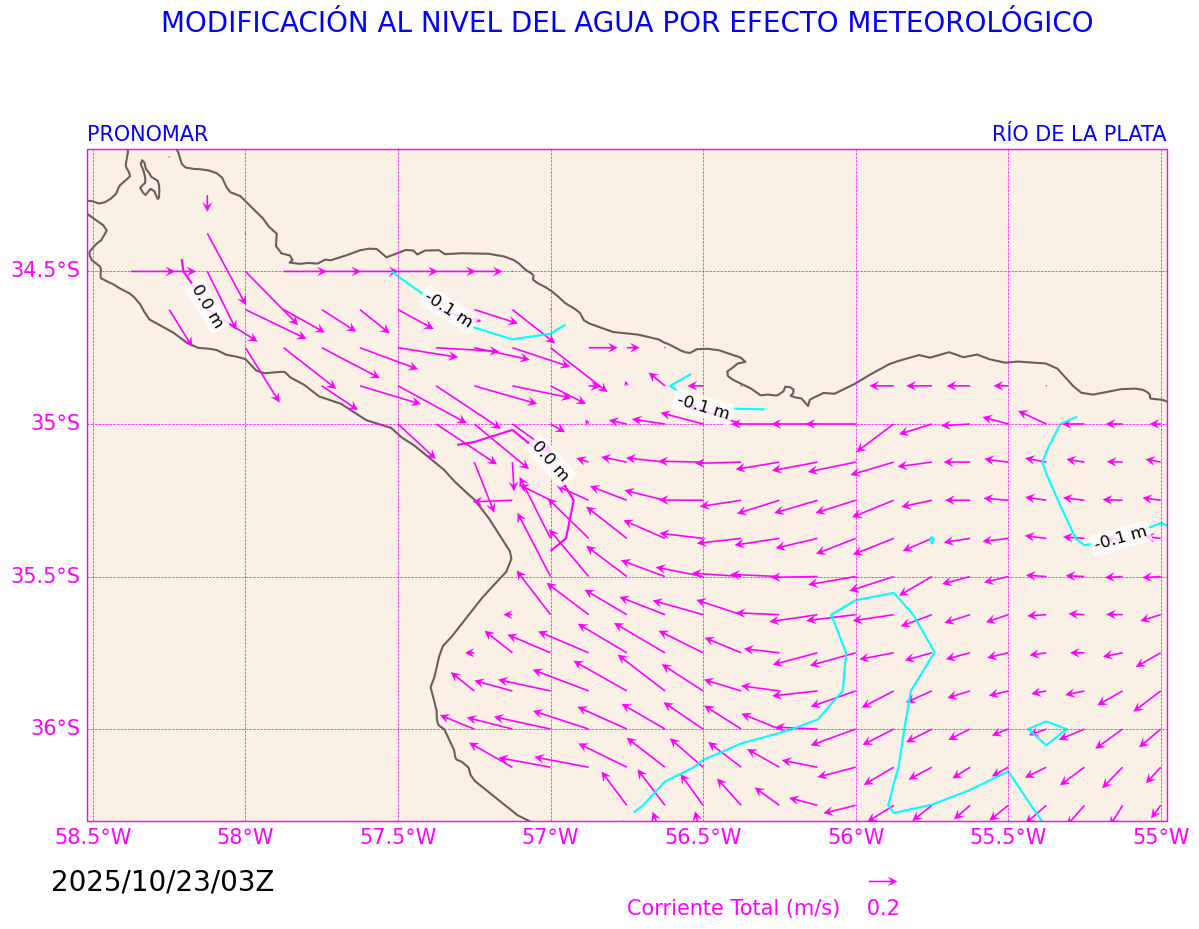 MODIFICACIÓN AL NIVEL DEL AGUA POR EFECTO METEOROLÓGICO
PRONOMAR
RÍO DE LA PLATA
34.5°S
35°S
35.5°S
36°S
0.0 m
-0.1 m
-0.1 m
0.0 m
-0.1 m
58.5°W
58°W
57.5°W
57°W
56.5°W
56°W
55.5°W
55°W
2025/10/23/03Z
Corriente Total (m/s)
0.2